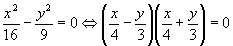 x²/16 − y²/9 = 0 ⇔ (x/4 − y/3)(x/4 + y/3) = 0